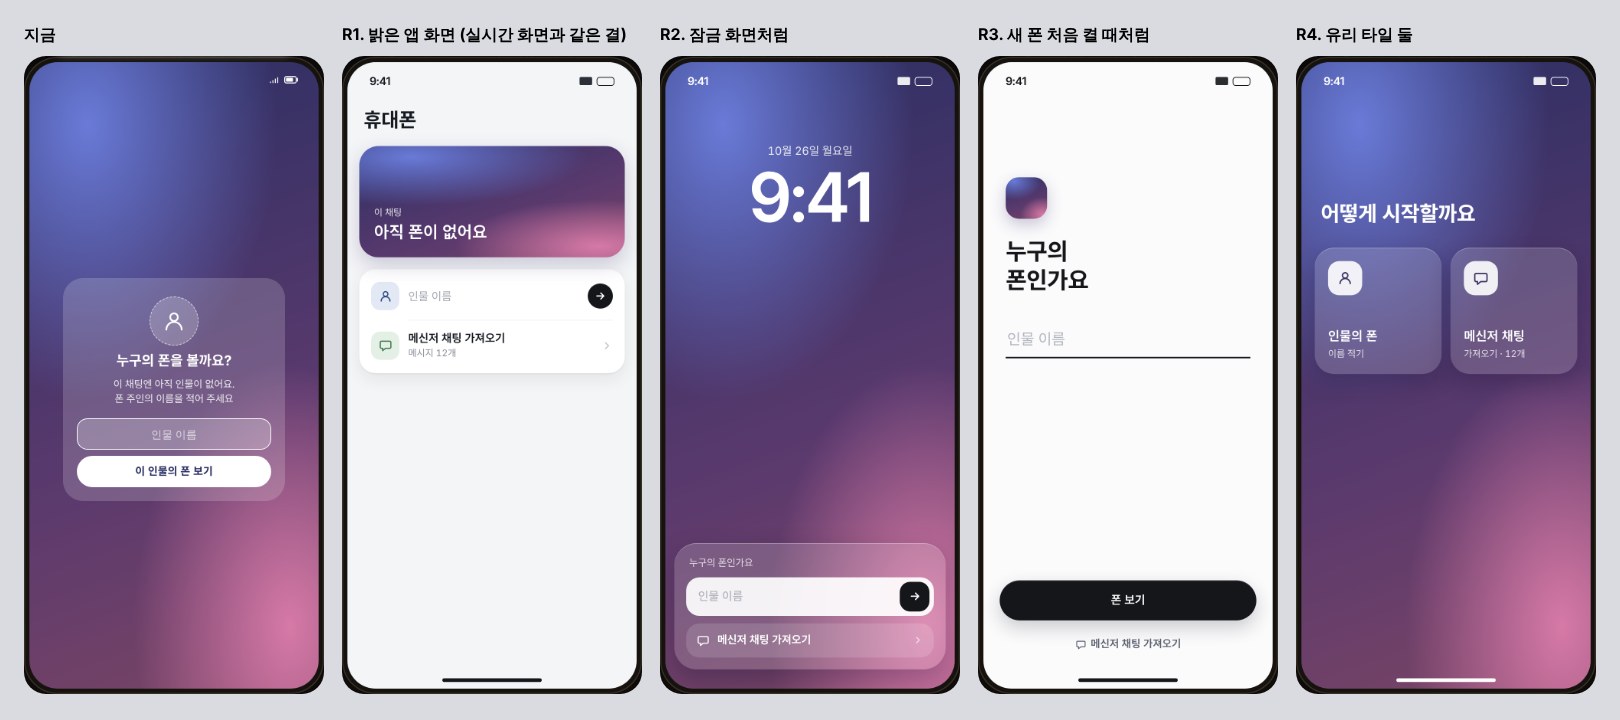 지금
누구의 폰을 볼까요?
이 채팅엔 아직 인물이 없어요.
폰 주인의 이름을 적어 주세요
인물 이름
이 인물의 폰 보기
R1. 밝은 앱 화면 (실시간 화면과 같은 결)
9:41
휴대폰
이 채팅
아직 폰이 없어요
인물 이름
메신저 채팅 가져오기
메시지 12개
R2. 잠금 화면처럼
9:41
10월 26일 월요일
9:41
누구의 폰인가요
인물 이름
메신저 채팅 가져오기
R3. 새 폰 처음 켤 때처럼
9:41
누구의
폰인가요
인물 이름
폰 보기
메신저 채팅 가져오기
R4. 유리 타일 둘
9:41
어떻게 시작할까요
인물의 폰
이름 적기
메신저 채팅
가져오기 · 12개